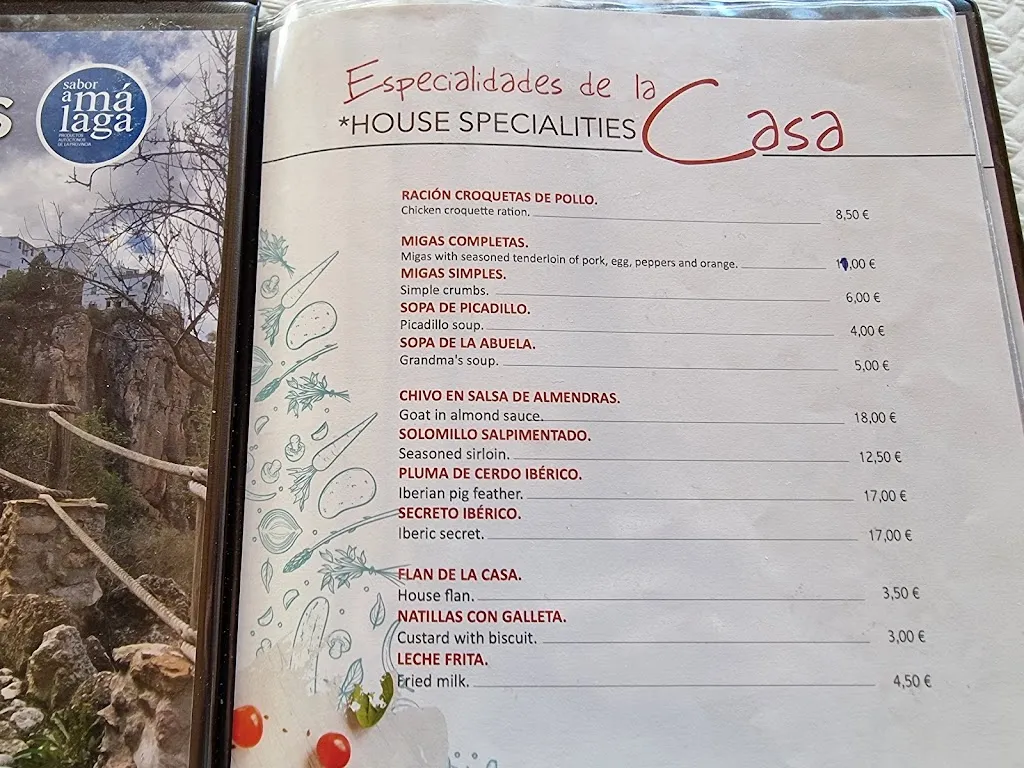 S
sabor
a má
laga
PRODUCTOS
AUTÓCTONOS
DE LA PROVINCIA
Especialidades de la Casa
*HOUSE SPECIALITIES
RACIÓN CROQUETAS DE POLLO.
Chicken croquette ration. 8,50 €
MIGAS COMPLETAS.
Migas with seasoned tenderloin of pork, egg, peppers and orange.
MIGAS SIMPLES.
Simple crumbs. 6,00 €
SOPA DE PICADILLO.
Picadillo soup. 4,00 €
SOPA DE LA ABUELA.
Grandma's soup. 5,00 €
CHIVO EN SALSA DE ALMENDRAS.
Goat in almond sauce. 18,00 €
SOLOMILLO SALPIMENTADO.
Seasoned sirloin. 12,50 €
PLUMA DE CERDO IBÉRICO.
Iberian pig feather. 17,00 €
SECRETO IBÉRICO.
Iberic secret. 17,00 €
FLAN DE LA CASA.
House flan. 3,50 €
NATILLAS CON GALLETA.
Custard with biscuit. 3,00 €
LECHE FRITA.
Fried milk. 4,50 €